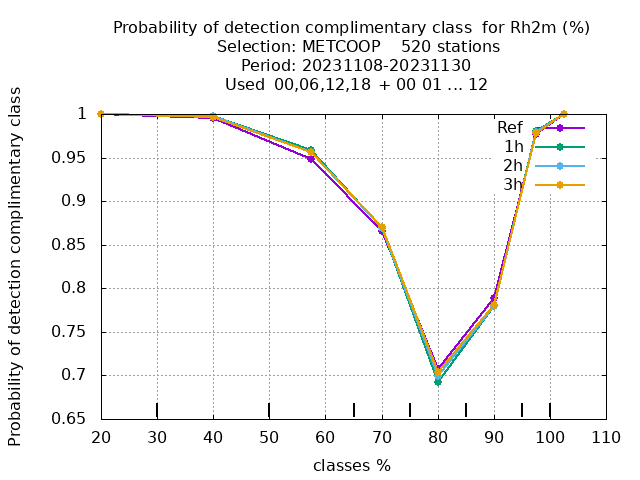 Probability of detection complimentary class  for Rh2m (%)
Selection: METCOOP    520 stations
Period: 20231108-20231130
Used  00,06,12,18 + 00 01 ... 12
Probability of detection complimentary class
1
0.95
0.9
0.85
0.8
0.75
0.7
0.65
Ref
1h
2h
3h
20 30 40 50 60 70 80 90 100 110
classes %